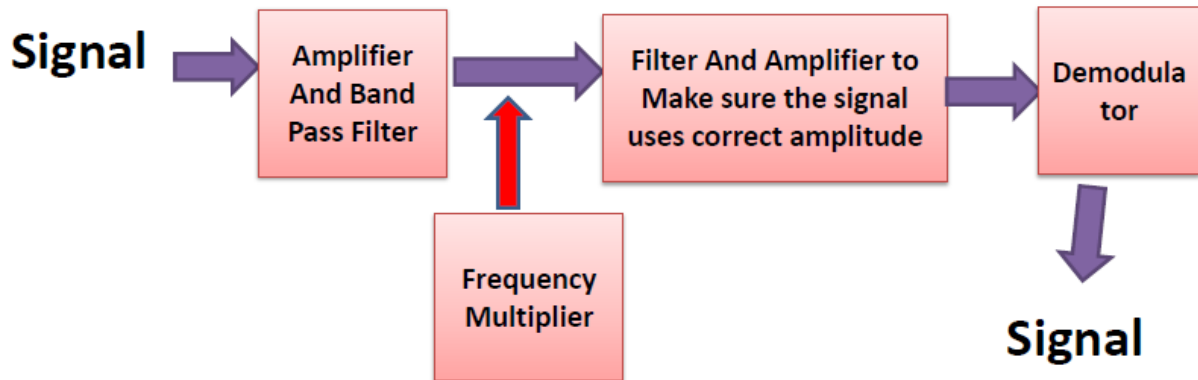 Signal
Amplifier
And Band
Pass Filter
Filter And Amplifier to
Make sure the signal
uses correct amplitude
Demodula
tor
Frequency
Multiplier
Signal